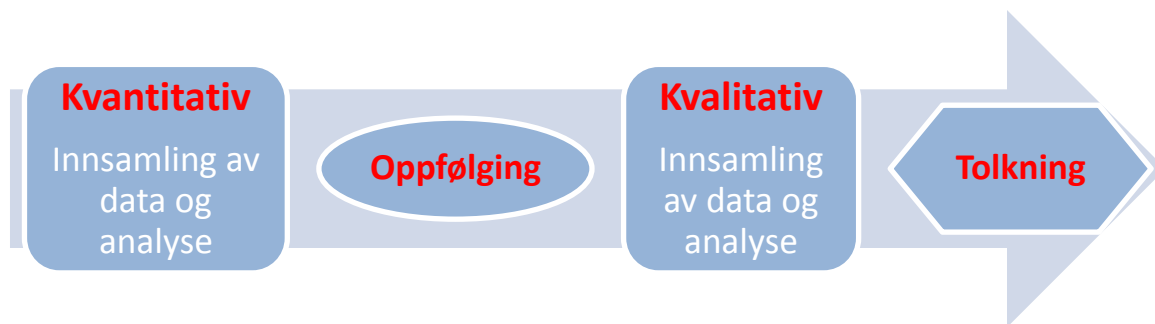 Kvantitativ
Innsamling av
data og
analyse
Oppfølging
Kvalitativ
Innsamling
av data og
analyse
Tolkning